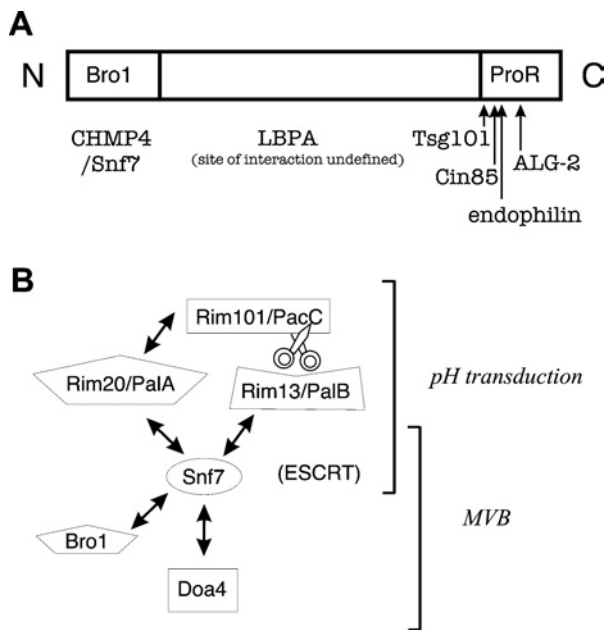 A
N
Bro1
ProR
C
CHMP4
/Snf7
LBPA
(site of interaction undefined)
Tsg101
Cin85
ALG-2
endophilin
B
Rim101/PacC
Rim20/PalA
Rim13/PalB
pH transduction
Snf7
(ESCRT)
Bro1
MVB
Doa4